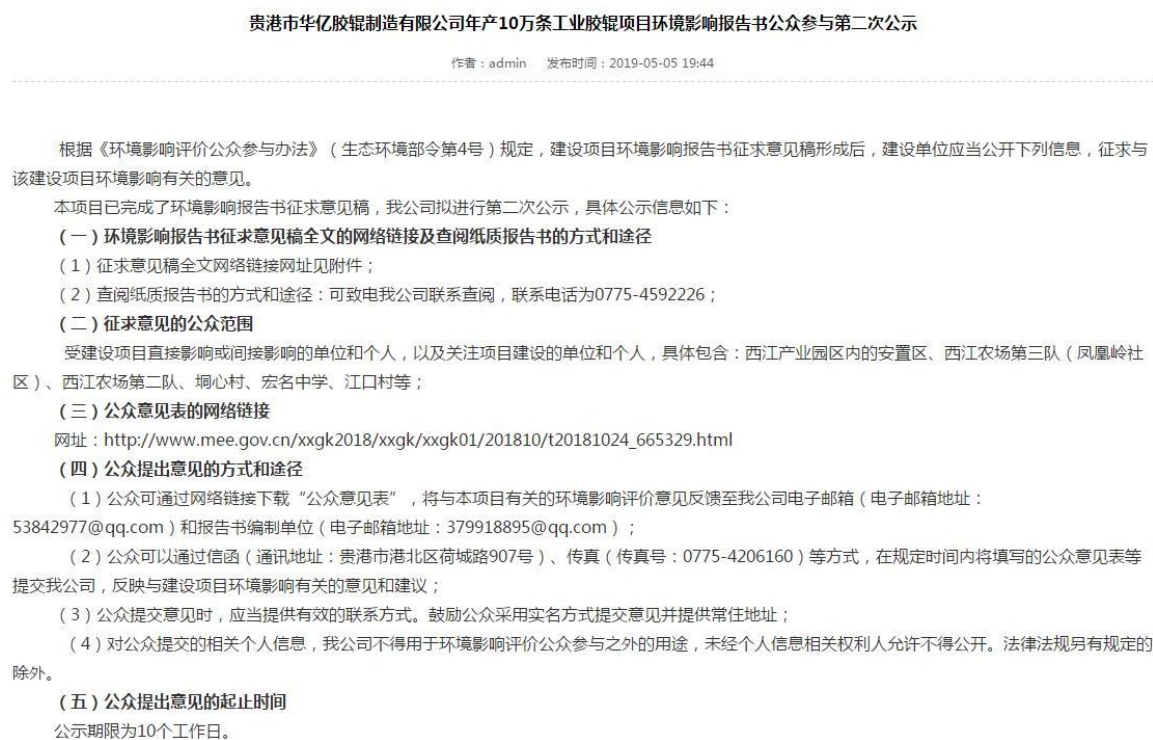 贵港市华亿胶辊制造有限公司年产10万条工业胶辊项目环境影响报告书公众参与第二次公示
作者：admin 发布时间：2019-05-05 19:44
根据《环境影响评价公众参与办法》（生态环境部令第4号）规定，建设项目环境影响报告书征求意见稿形成后，建设单位应当公开下列信息，征求与
该建设项目环境影响有关的意见。
本项目已完成了环境影响报告书征求意见稿，我公司拟进行第二次公示，具体公示信息如下：
（一）环境影响报告书征求意见稿全文的网络链接及查阅纸质报告书的方式和途径
（1）征求意见稿全文网络链接网址见附件；
（2）查阅纸质报告书的方式和途径：可致电我公司联系查阅，联系电话为0775-4592226；
（二）征求意见的公众范围
受建设项目直接影响或间接影响的单位和个人，以及关注项目建设的单位和个人，具体包含：西江产业园区内的安置区、西江农场第三队（凤凰岭社
区）、西江农场第二队、垌心村、宏名中学、江口村等；
（三）公众意见表的网络链接
网址：http://www.mee.gov.cn/xxgk2018/xxgk/xxgk01/201810/t20181024_665329.html
（四）公众提出意见的方式和途径
（1）公众可通过网络链接下载“公众意见表”，将与本项目有关的环境影响评价意见反馈至我公司电子邮箱（电子邮箱地址：
53842977@qq.com）和报告书编制单位（电子邮箱地址：379918895@qq.com）；
（2）公众可以通过信函（通讯地址：贵港市港北区荷城路907号）、传真（传真号：0775-4206160）等方式，在规定时间内将填写的公众意见表等
提交我公司，反映与建设项目环境影响有关的意见和建议；
（3）公众提交意见时，应当提供有效的联系方式。鼓励公众采用实名方式提交意见并提供常住地址；
（4）对公众提交的相关个人信息，我公司不得用于环境影响评价公众参与之外的用途，未经个人信息相关权利人允许不得公开。法律法规另有规定的
除外。
（五）公众提出意见的起止时间
公示期限为10个工作日。